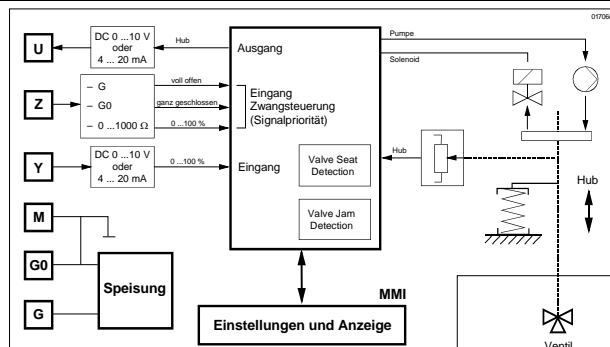 01706
U
DC 0 ...10 V
oder
4 ... 20 mA
Hub
Ausgang
Pumpe
Solenoid
Z
– G
– G0
– 0 ...1000 Ω
voll offen
ganz geschlossen
0 ...100 %
Eingang
Zwangsteuerung
(Signalpriorität)
Y
DC 0 ...10 V
oder
4 ... 20 mA
0 ...100 %
Eingang
Valve Seat
Detection
Valve Jam
Detection
Hub
Hub
M
G0
G
Speisung
MMI
Einstellungen und Anzeige
Ventil